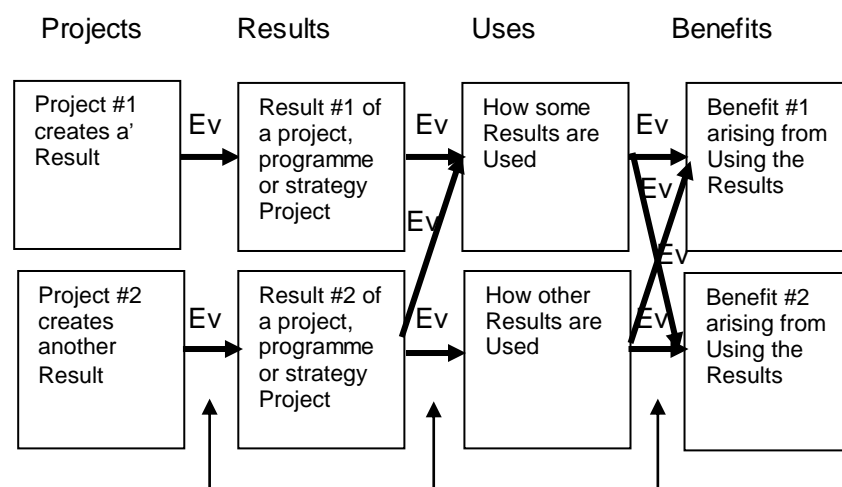 Projects
Results
Uses
Benefits
Project #1
creates a'
Result
Ev
Result #1 of
a project,
programme
or strategy
Project
Ev
How some
Results are
Used
Ev
Benefit #1
arising from
Using the
Results
Ev
Ev
Ev
Project #2
creates
another
Result
Ev
Result #2 of
a project,
programme
or strategy
Project
Ev
How other
Results are
Used
Ev
Benefit #2
arising from
Using the
Results